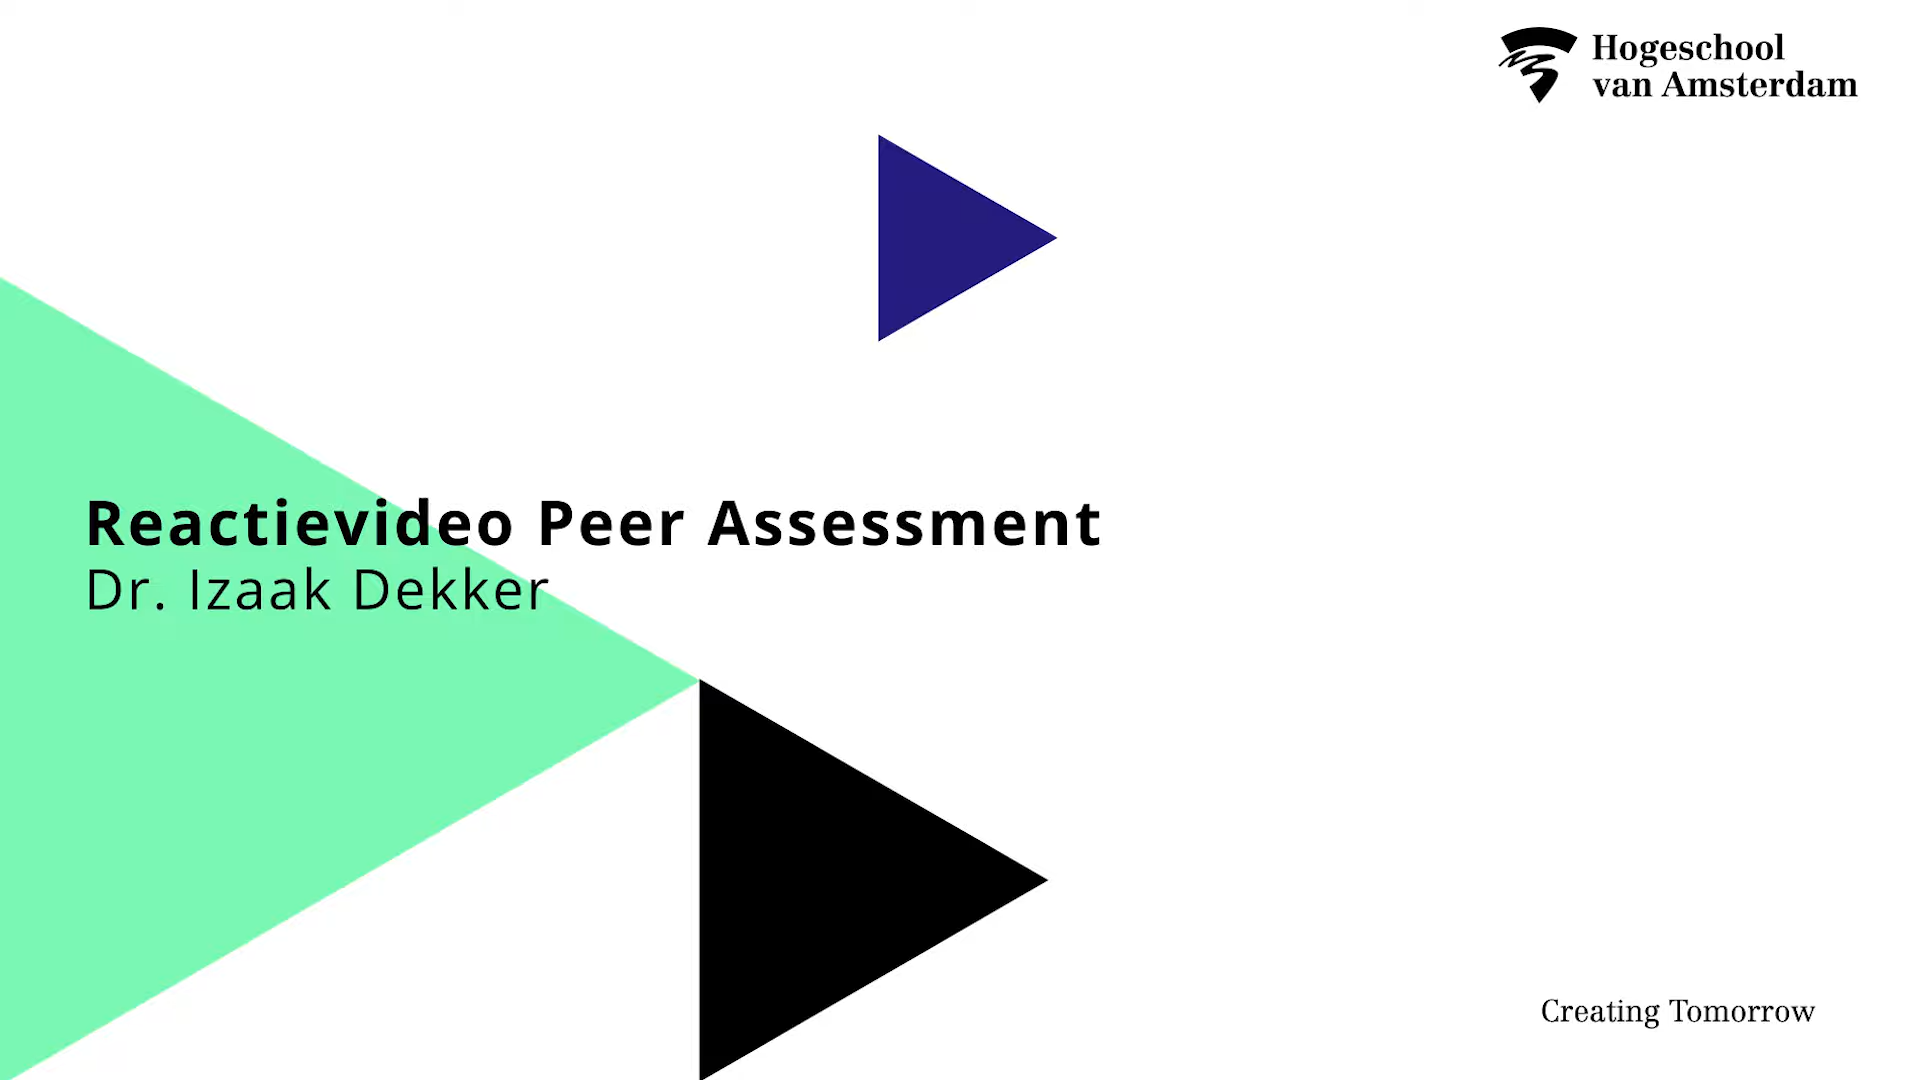 Hogeschool
van Amsterdam
Reactievideo Peer Assessment
Dr. Izaak Dekker
Creating Tomorrow